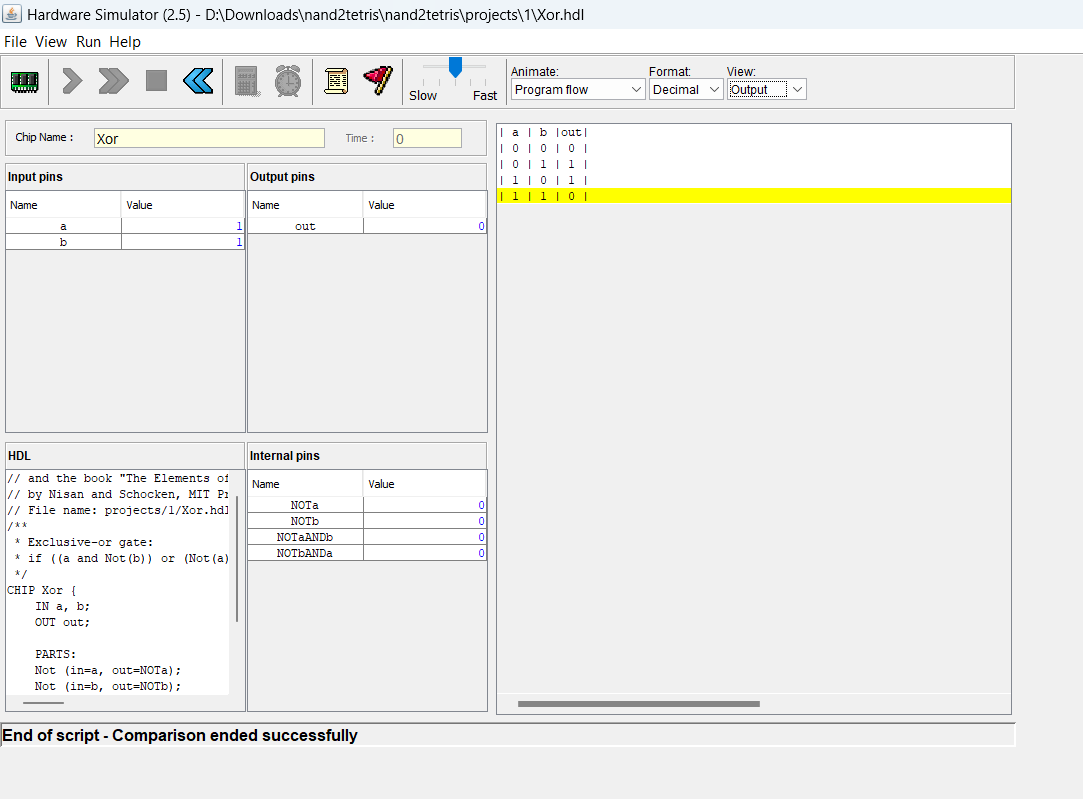 Hardware Simulator (2.5) - D:\Downloads\nand2tetris\nand2tetris\projects\1\Xor.hdl
File View Run Help
Slow Fast
Animate: Format: View:
Program flow Decimal Output
Chip Name : Xor Time : 0
Input pins
Name Value
a 1
b 1
Output pins
Name Value
out 0
| a | b |out|
| 0 | 0 | 0 |
| 0 | 1 | 1 |
| 1 | 0 | 1 |
| 1 | 1 | 0 |
HDL
// and the book "The Elements of
// by Nisan and Schocken, MIT Pr
// File name: projects/1/Xor.hdl
/**
* Exclusive-or gate:
* if ((a and Not(b)) or (Not(a)
*/
CHIP Xor {
IN a, b;
OUT out;
PARTS:
Not (in=a, out=NOTa);
Not (in=b, out=NOTb);
Internal pins
Name Value
NOTa 0
NOTb 0
NOTaANDb 0
NOTbANDa 0
End of script - Comparison ended successfully